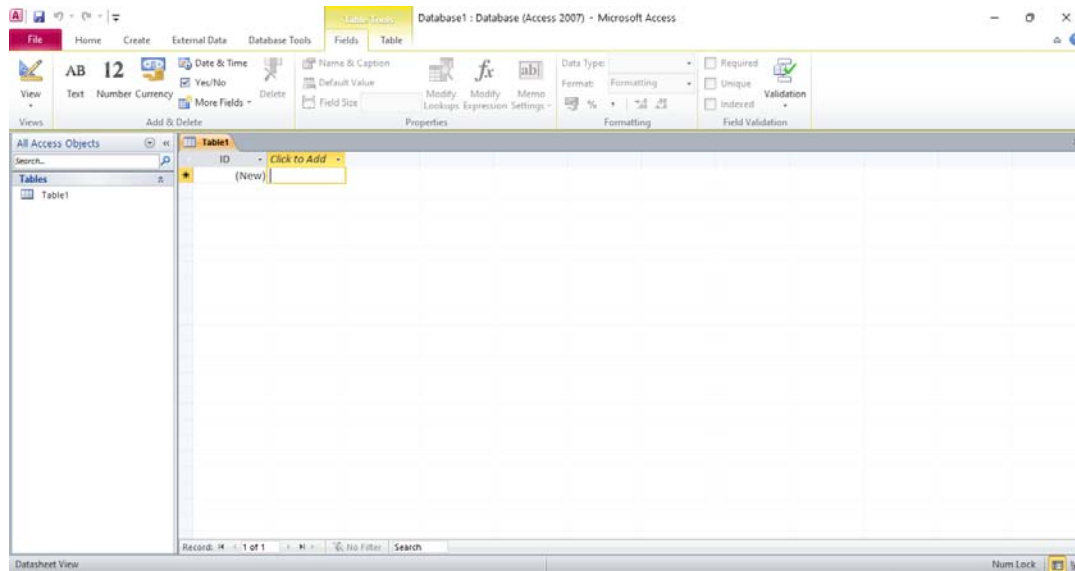 Table Tools
Database1 : Database (Access 2007) - Microsoft Access
File Home Create External Data Database Tools Fields Table
View
AB Text
12 Number
Currency
Date & Time
Yes/No
More Fields
Delete
Name & Caption
Default Value
Field Size
Modify Lookups
fx Modify Expression
ab Memo Settings
Data Type:
Format: Formatting
%
Required
Unique
Indexed
Validation
Views Add & Delete Properties Formatting Field Validation
All Access Objects
Search...
Tables
Table1
Table1
ID Click to Add
(New)
Record: 1 of 1 No Filter Search
Datasheet View Num Lock